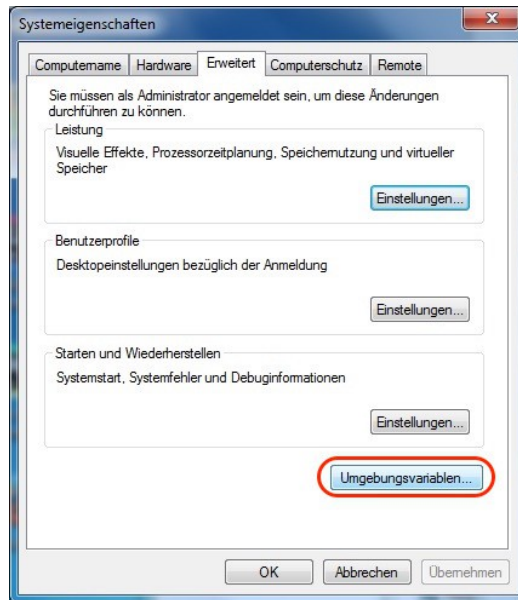 Systemeigenschaften
Computername Hardware Erweitert Computerschutz Remote
Sie müssen als Administrator angemeldet sein, um diese Änderungen
durchführen zu können.
Leistung
Visuelle Effekte, Prozessorzeitplanung, Speichernutzung und virtueller
Speicher
Einstellungen...
Benutzerprofile
Desktopeinstellungen bezüglich der Anmeldung
Einstellungen...
Starten und Wiederherstellen
Systemstart, Systemfehler und Debuginformationen
Einstellungen...
Umgebungsvariablen...
OK Abbrechen Übernehmen